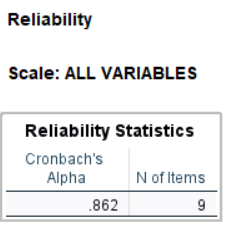 Reliability
Scale: ALL VARIABLES
Reliability Statistics
Cronbach's
Alpha N of Items
.862 9